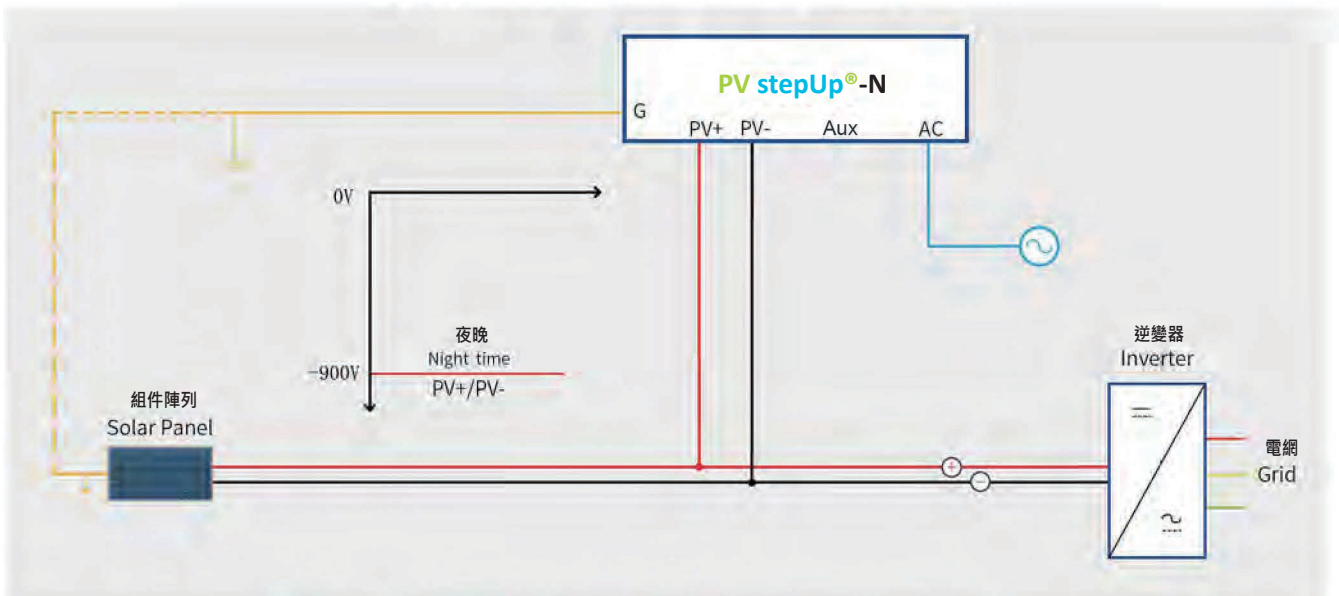 PV stepUp®-N
G
PV+ PV- Aux AC
0V
夜晚
Night time
-900V
PV+/PV-
逆變器
Inverter
組件陣列
Solar Panel
電網
Grid
+
−